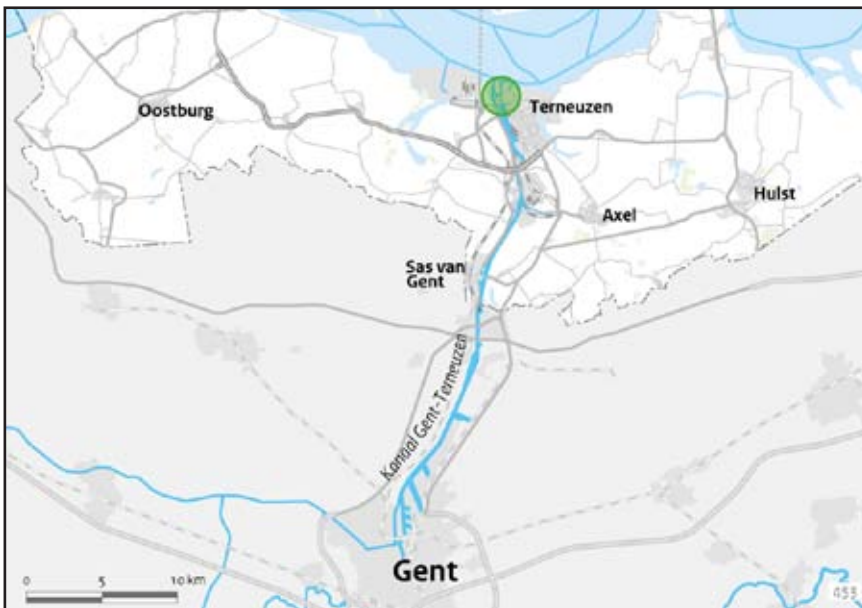 Oostburg
Terneuzen
Hulst
Axel
Sas van
Gent
Kanaal Gent-Terneuzen
Gent
0 5 10 km